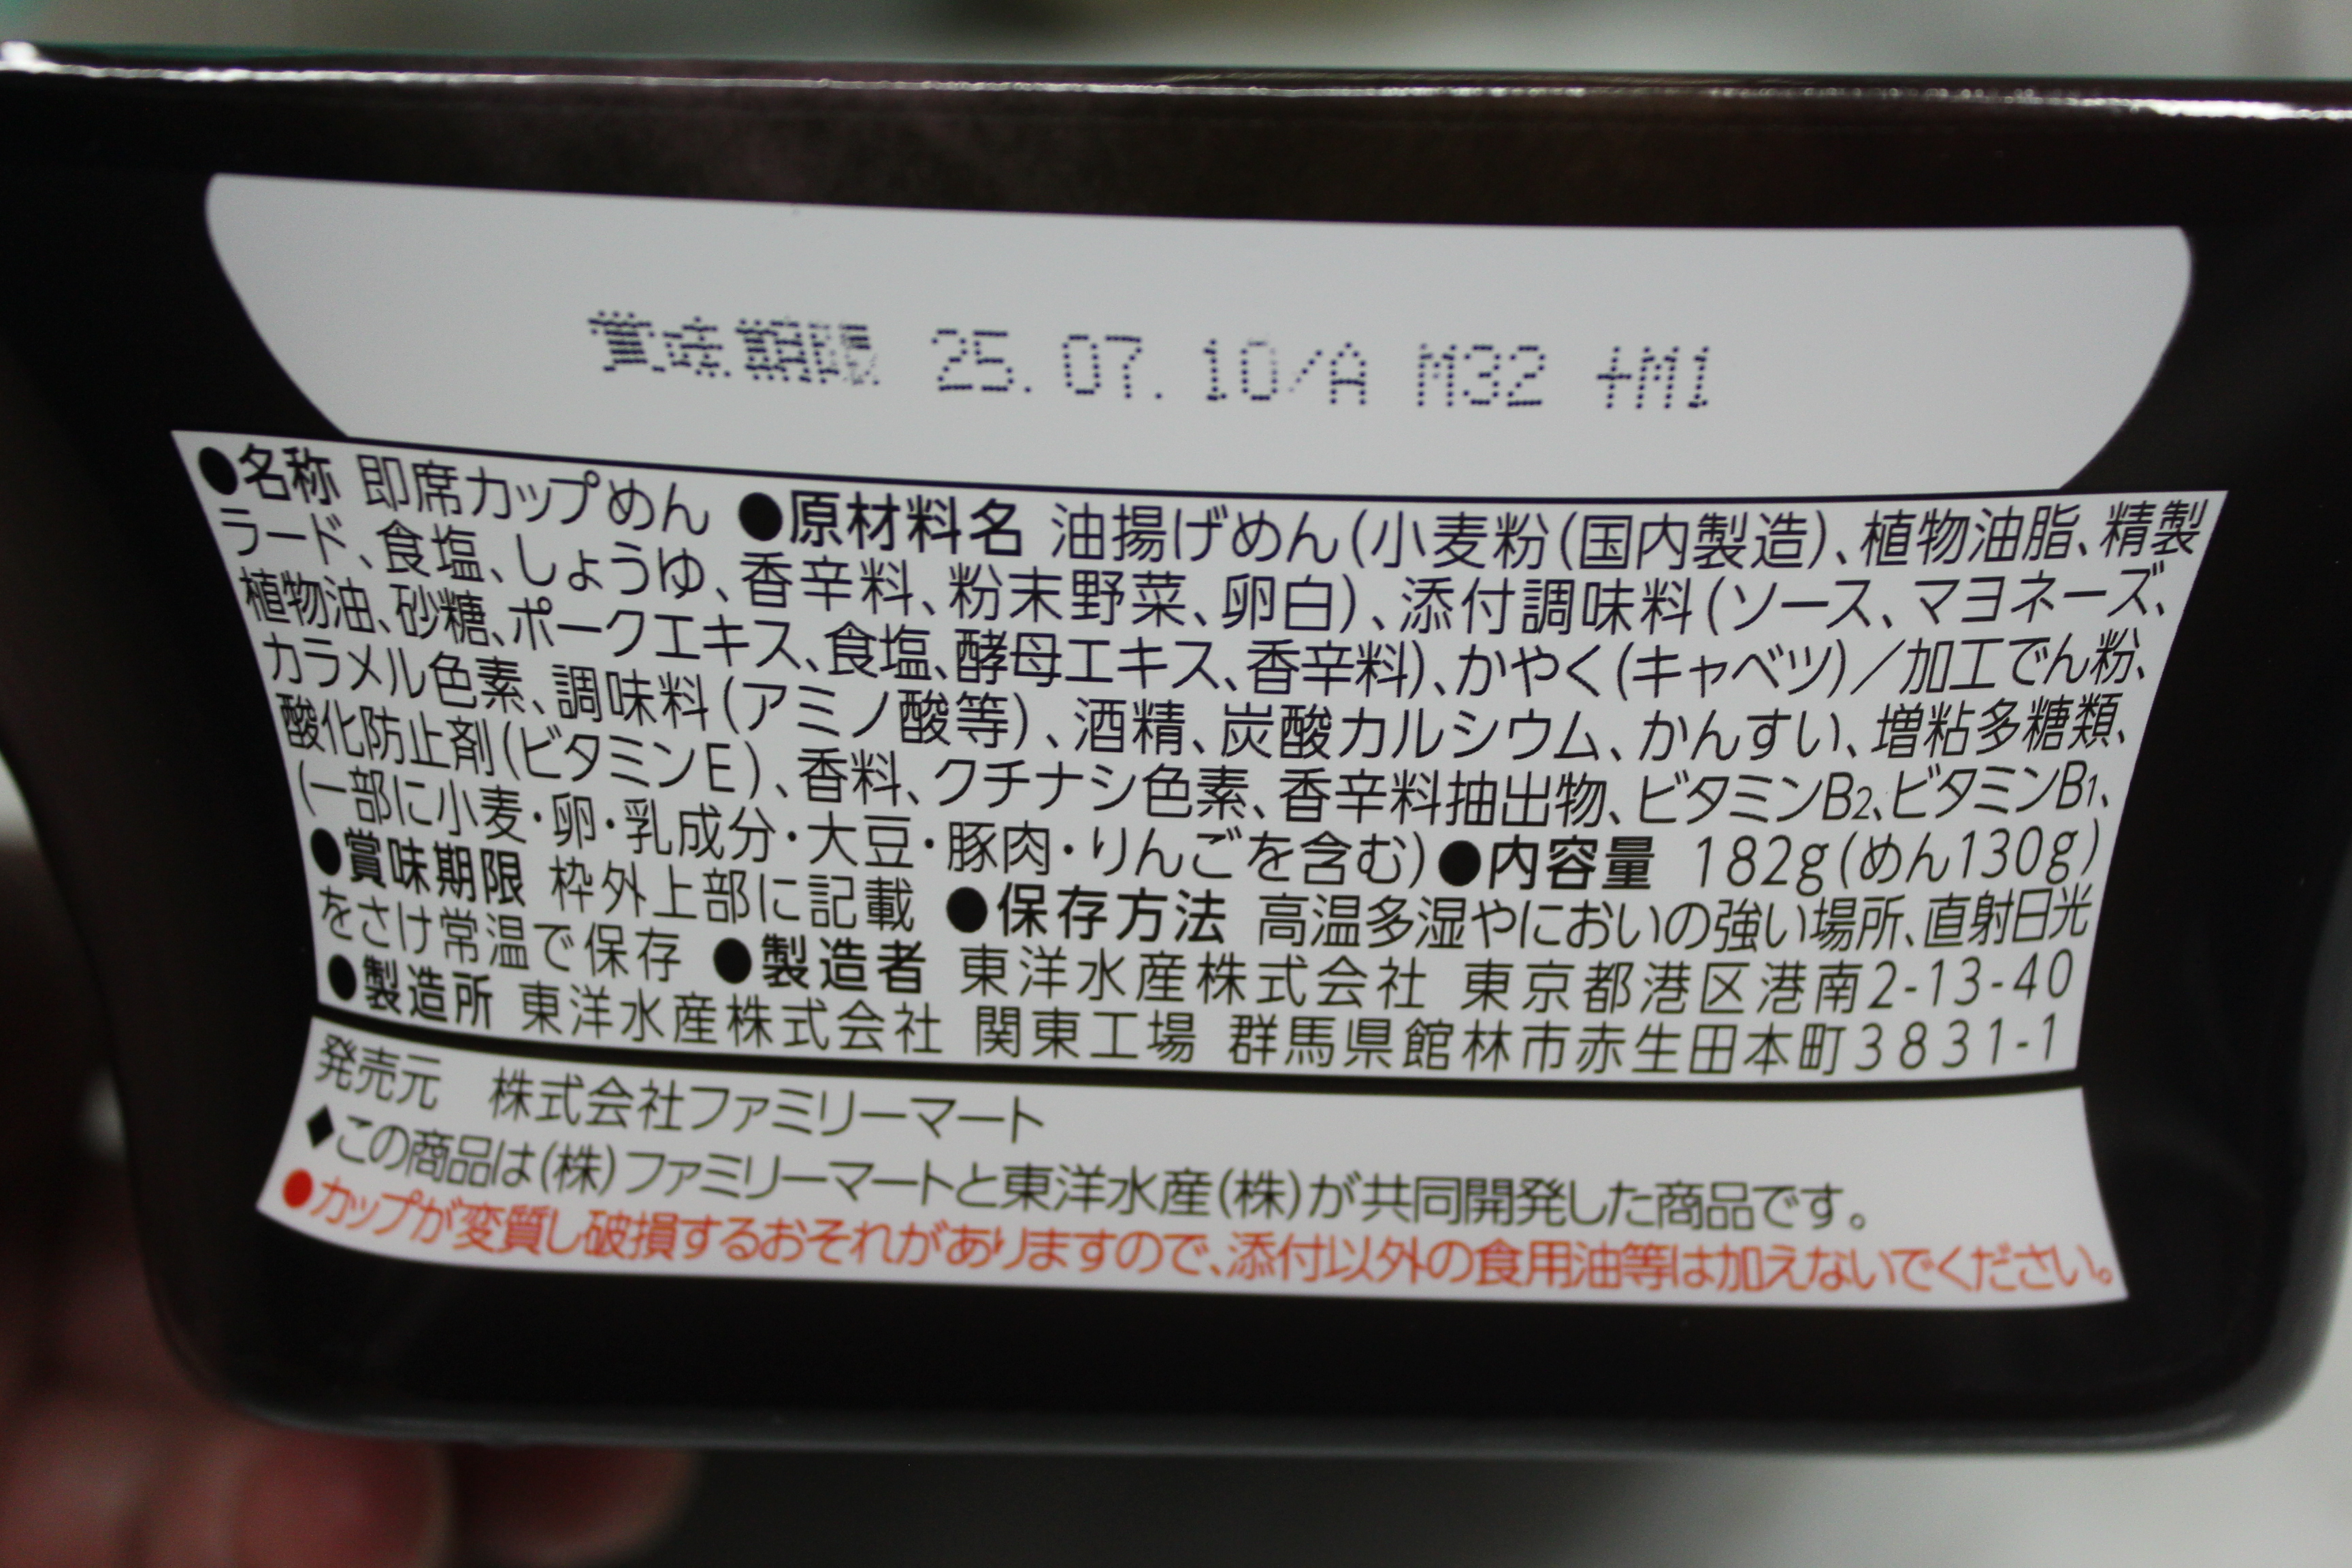 賞味期限 25.07.10/A M32 +M1
●名称 即席カップめん ●原材料名 油揚げめん(小麦粉(国内製造)、植物油脂、精製
ラード、食塩、しょうゆ、香辛料、粉末野菜、卵白)、添付調味料(ソース、マヨネーズ、
植物油、砂糖、ポークエキス、食塩、酵母エキス、香辛料)、かやく(キャベツ)/加工でん粉、
カラメル色素、調味料(アミノ酸等)、酒精、炭酸カルシウム、かんすい、増粘多糖類、
酸化防止剤(ビタミンE)、香料、クチナシ色素、香辛料抽出物、ビタミンB2、ビタミンB1、
(一部に小麦・卵・乳成分・大豆・豚肉・りんごを含む)●内容量 182g(めん130g)
●賞味期限 枠外上部に記載 ●保存方法 高温多湿やにおいの強い場所、直射日光
をさけ常温で保存 ●製造者 東洋水産株式会社 東京都港区港南2-13-40
●製造所 東洋水産株式会社 関東工場 群馬県館林市赤生田本町3831-1
発売元 株式会社ファミリーマート
◆この商品は(株)ファミリーマートと東洋水産(株)が共同開発した商品です。
●カップが変質し破損するおそれがありますので、添付以外の食用油等は加えないでください。